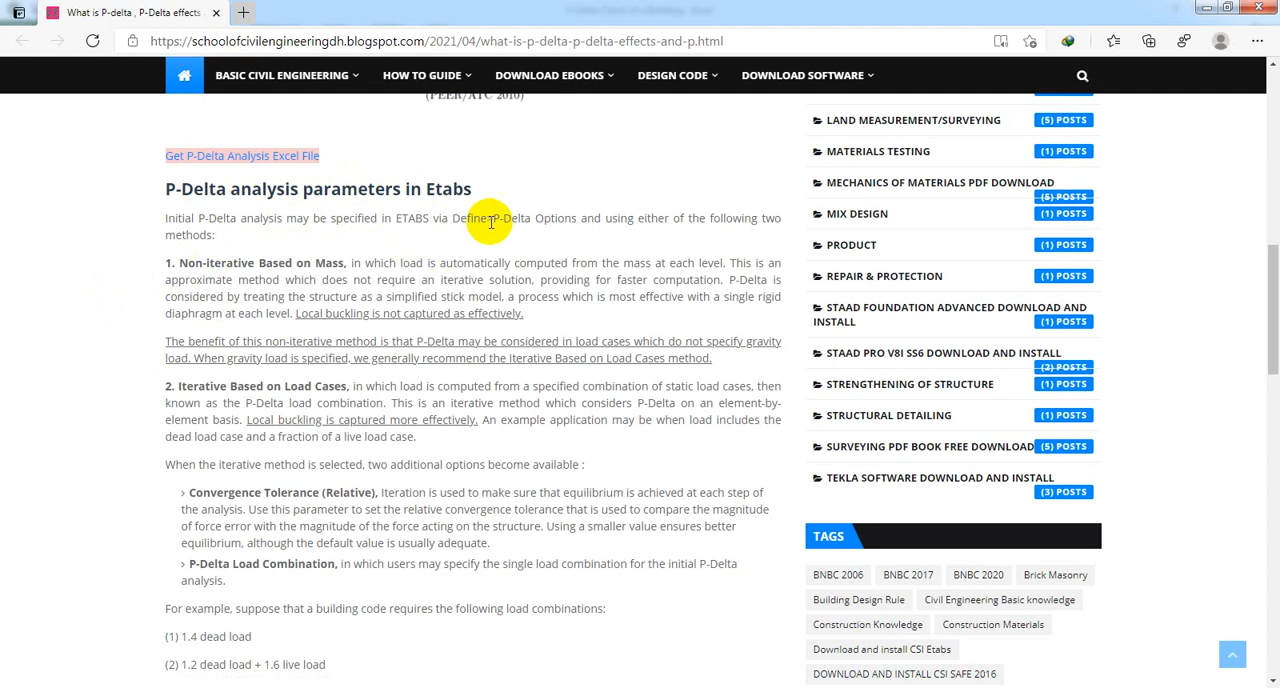 What is P-delta , P-Delta effects
https://schoolofcivilengineeringdh.blogspot.com/2021/04/what-is-p-delta-p-delta-effects-and-p.html
BASIC CIVIL ENGINEERING
HOW TO GUIDE
DOWNLOAD EBOOKS
DESIGN CODE
DOWNLOAD SOFTWARE
(PEER/ATC 2010)
Get P-Delta Analysis Excel File
P-Delta analysis parameters in Etabs
Initial P-Delta analysis may be specified in ETABS via Define P-Delta Options and using either of the following two
methods:
1. Non-iterative Based on Mass, in which load is automatically computed from the mass at each level. This is an
approximate method which does not require an iterative solution, providing for faster computation. P-Delta is
considered by treating the structure as a simplified stick model, a process which is most effective with a single rigid
diaphragm at each level. Local buckling is not captured as effectively.
The benefit of this non-iterative method is that P-Delta may be considered in load cases which do not specify gravity
load. When gravity load is specified, we generally recommend the Iterative Based on Load Cases method.
2. Iterative Based on Load Cases, in which load is computed from a specified combination of static load cases, then
known as the P-Delta load combination. This is an iterative method which considers P-Delta on an element-by-
element basis. Local buckling is captured more effectively. An example application may be when load includes the
dead load case and a fraction of a live load case.
When the iterative method is selected, two additional options become available :
› Convergence Tolerance (Relative), Iteration is used to make sure that equilibrium is achieved at each step of
the analysis. Use this parameter to set the relative convergence tolerance that is used to compare the magnitude
of force error with the magnitude of the force acting on the structure. Using a smaller value ensures better
equilibrium, although the default value is usually adequate.
› P-Delta Load Combination, in which users may specify the single load combination for the initial P-Delta
analysis.
For example, suppose that a building code requires the following load combinations:
(1) 1.4 dead load
(2) 1.2 dead load + 1.6 live load
LAND MEASUREMENT/SURVEYING (5) POSTS
MATERIALS TESTING (1) POSTS
MECHANICS OF MATERIALS PDF DOWNLOAD
(5) POSTS
MIX DESIGN (1) POSTS
PRODUCT (1) POSTS
REPAIR & PROTECTION (1) POSTS
STAAD FOUNDATION ADVANCED DOWNLOAD AND
INSTALL (1) POSTS
STAAD PRO V8I SS6 DOWNLOAD AND INSTALL
(2) POSTS
STRENGTHENING OF STRUCTURE (1) POSTS
STRUCTURAL DETAILING (1) POSTS
SURVEYING PDF BOOK FREE DOWNLOAD (5) POSTS
TEKLA SOFTWARE DOWNLOAD AND INSTALL
(3) POSTS
TAGS
BNBC 2006
BNBC 2017
BNBC 2020
Brick Masonry
Building Design Rule
Civil Engineering Basic knowledge
Construction Knowledge
Construction Materials
Download and install CSI Etabs
DOWNLOAD AND INSTALL CSI SAFE 2016